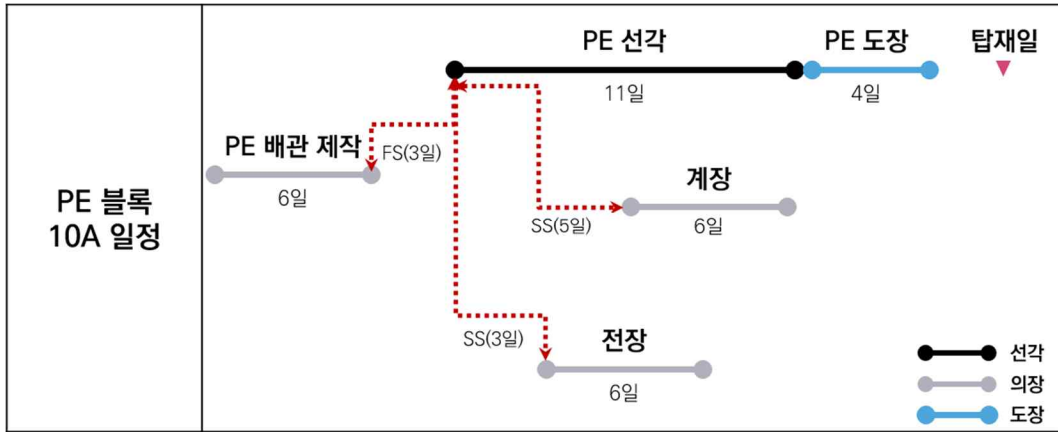 PE 블록
10A 일정
PE 선각
11일
PE 도장
4일
탑재일
PE 배관 제작
6일
FS(3일)
계장
6일
SS(5일)
SS(3일)
전장
6일
선각
의장
도장